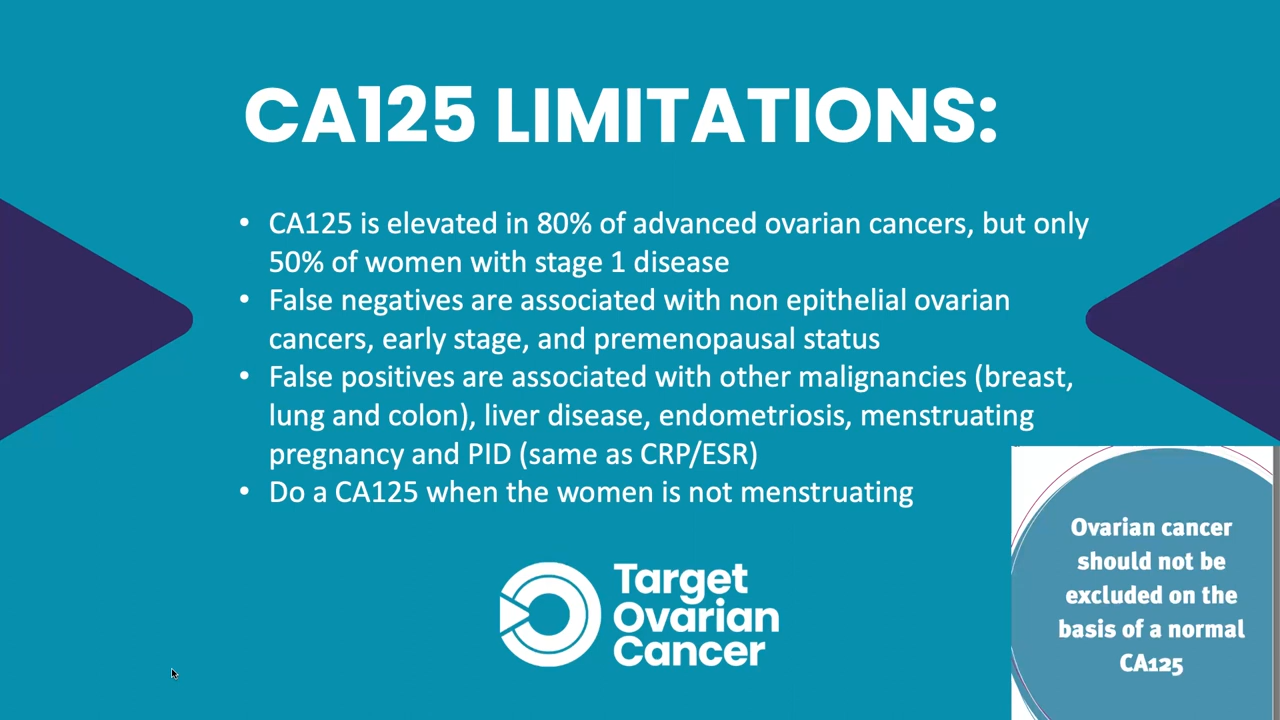 CA125 LIMITATIONS:
• CA125 is elevated in 80% of advanced ovarian cancers, but only
50% of women with stage 1 disease
• False negatives are associated with non epithelial ovarian
cancers, early stage, and premenopausal status
• False positives are associated with other malignancies (breast,
lung and colon), liver disease, endometriosis, menstruating
pregnancy and PID (same as CRP/ESR)
• Do a CA125 when the women is not menstruating
Target
Ovarian
Cancer
Ovarian cancer
should not be
excluded on the
basis of a normal
CA125